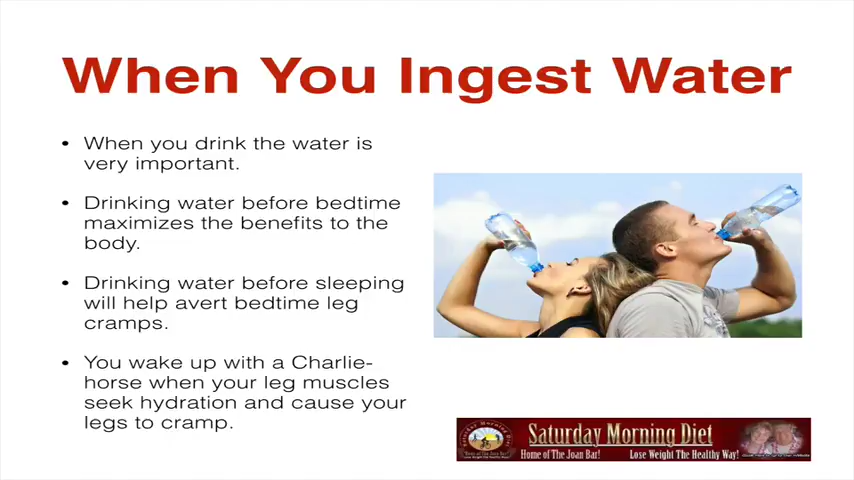 When You Ingest Water
• When you drink the water is
very important.
• Drinking water before bedtime
maximizes the benefits to the
body.
• Drinking water before sleeping
will help avert bedtime leg
cramps.
• You wake up with a Charlie-
horse when your leg muscles
seek hydration and cause your
legs to cramp.
Saturday Morning Diet
Home of The Joan Bar! Lose Weight The Healthy Way!